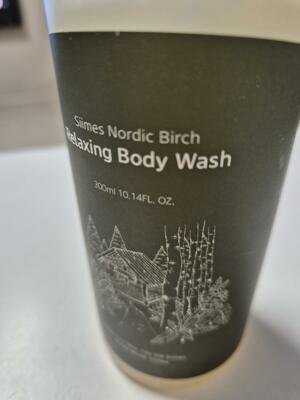 Siimes Nordic Birch
Relaxing Body Wash
300ml 10.14FL. OZ.